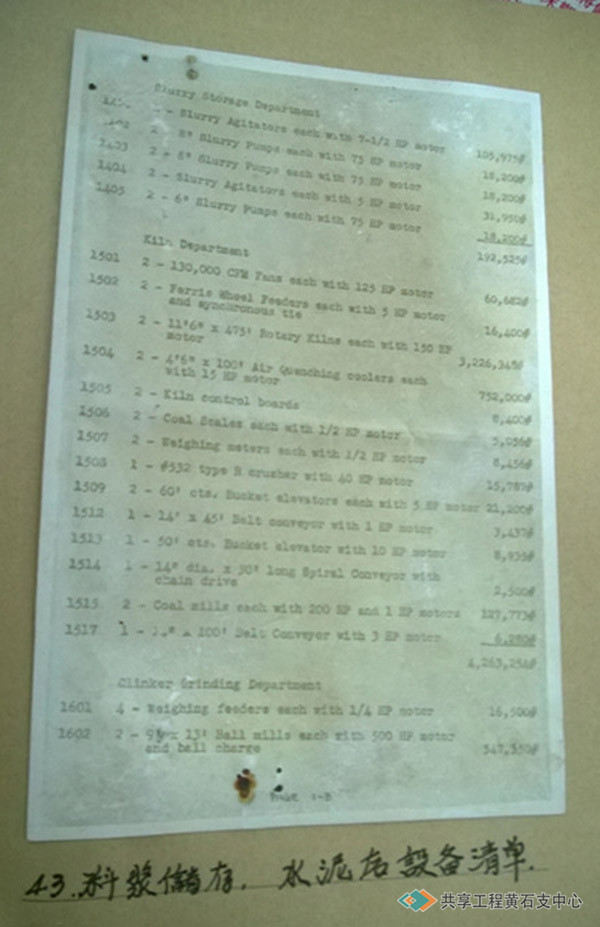 Slurry Storage Department
- Slurry Agitators each with 7-1/2 HP motor 105,975#
1402 2 - 8" Slurry Pumps each with 75 HP motor 18,200#
1403 2 - 6" Slurry Pumps each with 75 HP motor 18,200#
1404 2 - Slurry Agitators each with 5 HP motor 31,950#
1405 2 - 6" Slurry Pumps each with 75 HP motor 18,200#
192,525#
Kiln Department
1501 2 - 130,000 CFM Fans each with 125 HP motor 60,682#
1502 2 - Ferris Wheel Feeders each with 5 HP motor
and synchronous tie 16,400#
1503 2 - 11'6" x 475' Rotary Kilns each with 150 HP
motor 3,226,345#
1504 2 - 4'6" x 100' Air Quenching coolers each
with 15 HP motor 752,000#
1505 2 - Kiln control boards 8,400#
1506 2 - Coal Scales each with 1/2 HP motor 5,056#
1507 2 - Weighing meters each with 1/2 HP motor 8,456#
1508 1 - #532 type B crusher with 40 HP motor 15,787#
1509 2 - 60' cts. Bucket elevators each with 5 HP motor 21,200#
1512 1 - 14" x 45' Belt conveyor with 1 HP motor 3,437#
1513 1 - 50' cts. Bucket elevator with 10 HP motor 8,935#
1514 1 - 14" dia. x 30' long Spiral Conveyor with
chain drive 2,500#
1515 2 - Coal mills each with 200 HP and 1 HP motors 127,773#
1517 1 - x 100' Belt Conveyor with 3 HP motor 6,280#
4,263,254#
Clinker Grinding Department
1601 4 - Weighing feeders each with 1/4 HP motor 16,500#
1602 2 - x 13' Ball mills each with 500 HP motor
and ball charge 547,550#
Page
43.料浆储存.水泥店設备清单.
共享工程黄石支中心